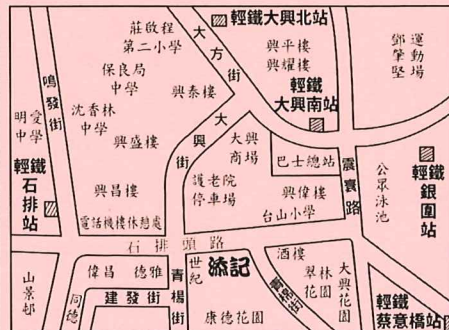 莊啟程
第二小學
大方街
輕鐵大興北站
興平樓
興耀樓
鄧肇堅
運動場
保良局
中學
鳴發街
興泰樓
輕鐵
大興南站
沈香林
中學
明愛
中學
大興街
大興
商場
巴士總站
震寰路
公眾泳池
輕鐵
銀圍站
興盛樓
輕鐵
石排站
護老院
停車場
興昌樓
興偉樓
電話機樓休憩處
台山小學
石排頭路
山景邨
偉昌
德雅
青楊街
世紀
添記
酒樓
翠林
花園
大興花園
同德
建發街
康德花園
輕鐵
蔡意橋站